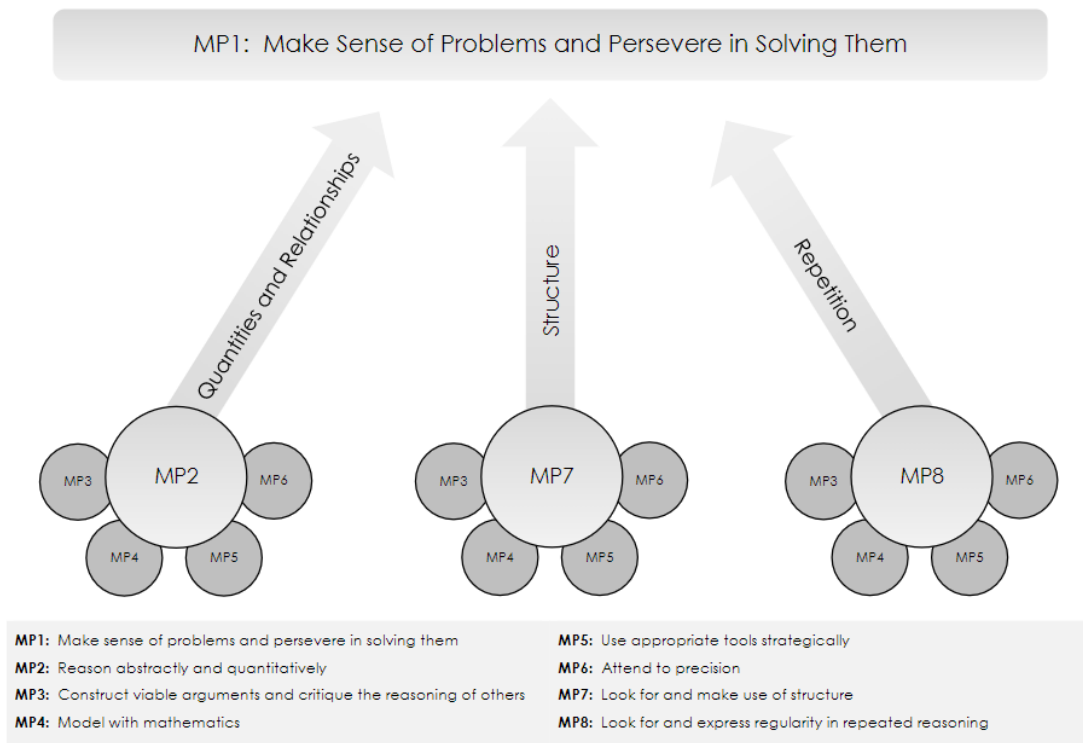 MP1: Make Sense of Problems and Persevere in Solving Them
Quantities and Relationships
Structure
Repetition
MP2
MP3
MP4
MP5
MP6
MP7
MP3
MP4
MP5
MP6
MP8
MP3
MP4
MP5
MP6
MP1: Make sense of problems and persevere in solving them
MP2: Reason abstractly and quantitatively
MP3: Construct viable arguments and critique the reasoning of others
MP4: Model with mathematics
MP5: Use appropriate tools strategically
MP6: Attend to precision
MP7: Look for and make use of structure
MP8: Look for and express regularity in repeated reasoning